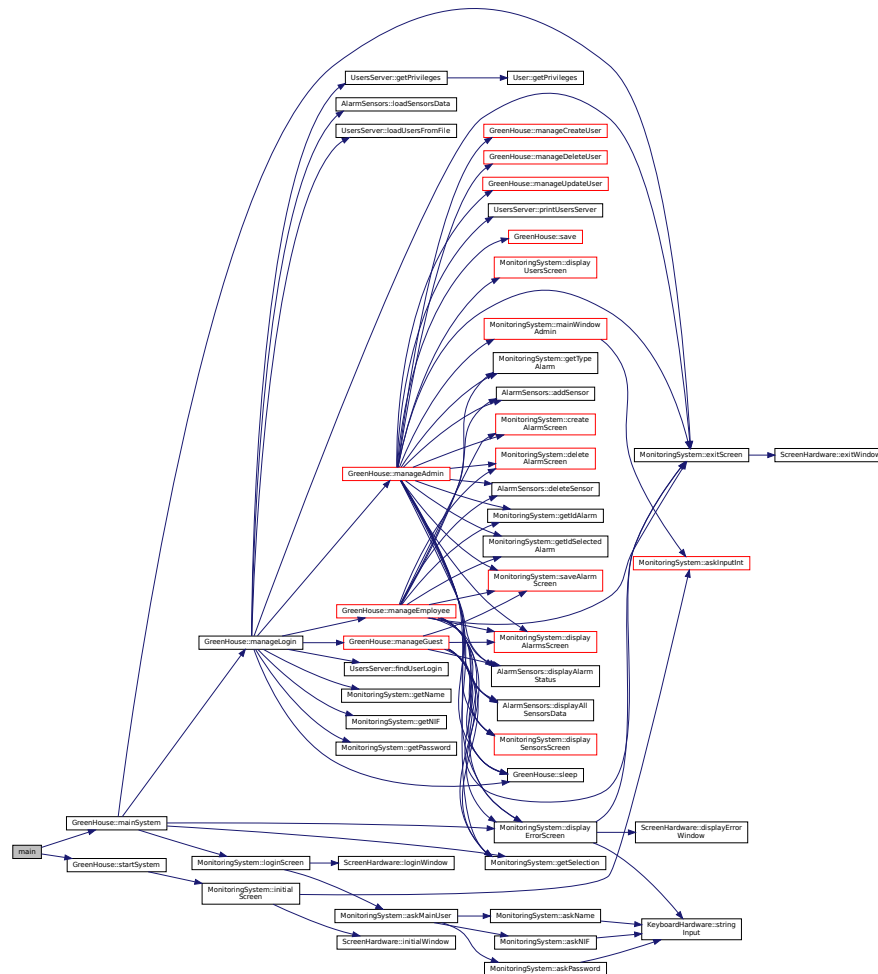 UsersServer::getPrivileges
User::getPrivileges
AlarmSensors::loadSensorsData
UsersServer::loadUsersFromFile
GreenHouse::manageCreateUser
GreenHouse::manageDeleteUser
GreenHouse::manageUpdateUser
UsersServer::printUsersServer
GreenHouse::save
MonitoringSystem::display
UsersScreen
MonitoringSystem::mainWindow
Admin
MonitoringSystem::getType
Alarm
AlarmSensors::addSensor
MonitoringSystem::create
AlarmScreen
MonitoringSystem::exitScreen
ScreenHardware::exitWindow
MonitoringSystem::delete
AlarmScreen
GreenHouse::manageAdmin
AlarmSensors::deleteSensor
MonitoringSystem::getIdAlarm
MonitoringSystem::getIdSelected
Alarm
MonitoringSystem::askInputInt
MonitoringSystem::saveAlarm
Screen
GreenHouse::manageEmployee
GreenHouse::manageLogin
GreenHouse::manageGuest
MonitoringSystem::display
AlarmsScreen
UsersServer::findUserLogin
AlarmSensors::displayAlarm
Status
MonitoringSystem::getName
AlarmSensors::displayAll
SensorsData
MonitoringSystem::getNIF
MonitoringSystem::getPassword
MonitoringSystem::display
SensorsScreen
GreenHouse::sleep
GreenHouse::mainSystem
MonitoringSystem::display
ErrorScreen
ScreenHardware::displayError
Window
main
GreenHouse::startSystem
MonitoringSystem::loginScreen
ScreenHardware::loginWindow
MonitoringSystem::getSelection
MonitoringSystem::initial
Screen
MonitoringSystem::askMainUser
MonitoringSystem::askName
KeyboardHardware::string
Input
ScreenHardware::initialWindow
MonitoringSystem::askNIF
MonitoringSystem::askPassword